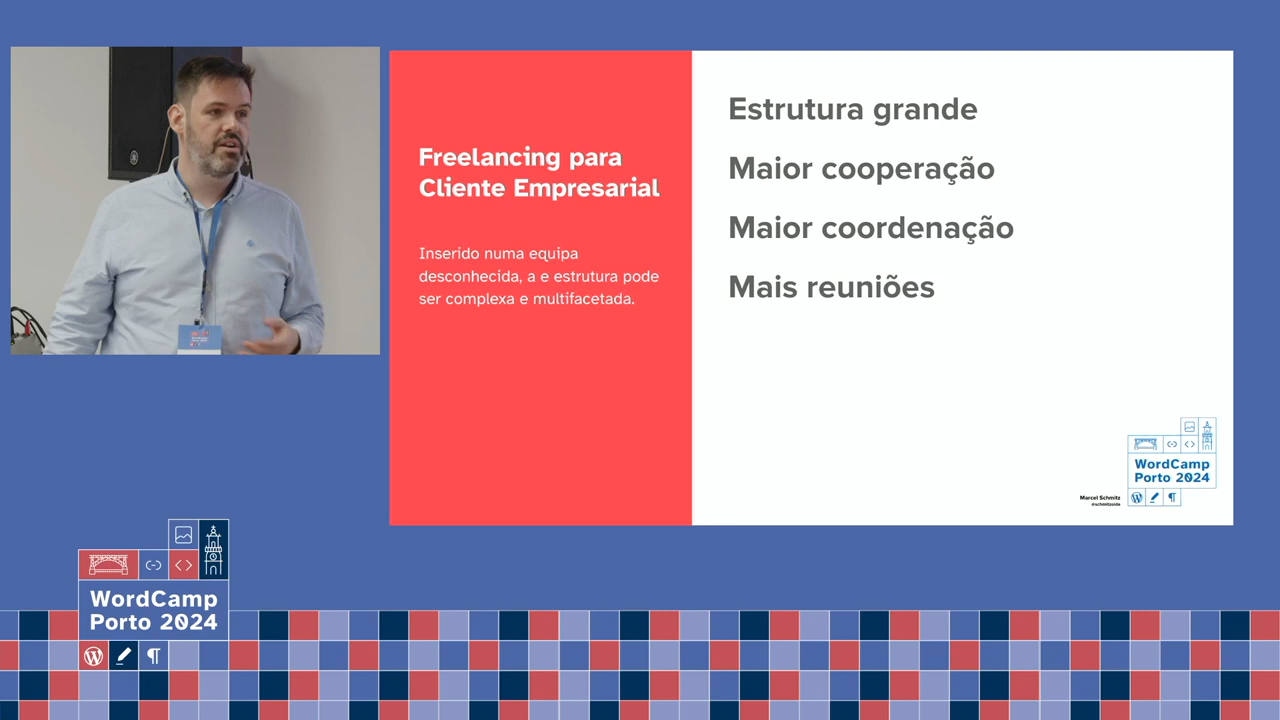 Freelancing para
Cliente Empresarial
Inserido numa equipa
desconhecida, a e estrutura pode
ser complexa e multifacetada.
Estrutura grande
Maior cooperação
Maior coordenação
Mais reuniões
Marcel Schmitz
@schmitzoide
WordCamp
Porto 2024
WordCamp
Porto 2024